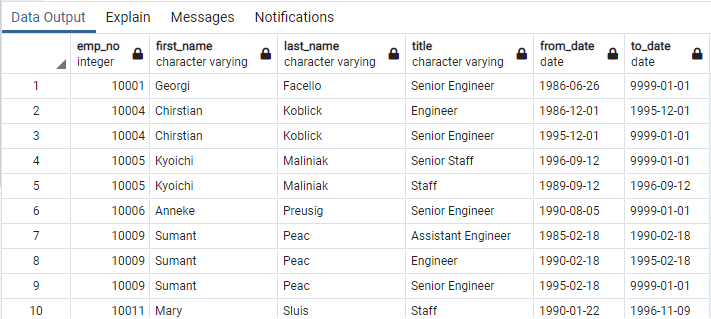 Data Output Explain Messages Notifications
emp_no first_name last_name title from_date to_date
integer character varying character varying character varying date date
1 10001 Georgi Facello Senior Engineer 1986-06-26 9999-01-01
2 10004 Chirstian Koblick Engineer 1986-12-01 1995-12-01
3 10004 Chirstian Koblick Senior Engineer 1995-12-01 9999-01-01
4 10005 Kyoichi Maliniak Senior Staff 1996-09-12 9999-01-01
5 10005 Kyoichi Maliniak Staff 1989-09-12 1996-09-12
6 10006 Anneke Preusig Senior Engineer 1990-08-05 9999-01-01
7 10009 Sumant Peac Assistant Engineer 1985-02-18 1990-02-18
8 10009 Sumant Peac Engineer 1990-02-18 1995-02-18
9 10009 Sumant Peac Senior Engineer 1995-02-18 9999-01-01
10 10011 Mary Sluis Staff 1990-01-22 1996-11-09